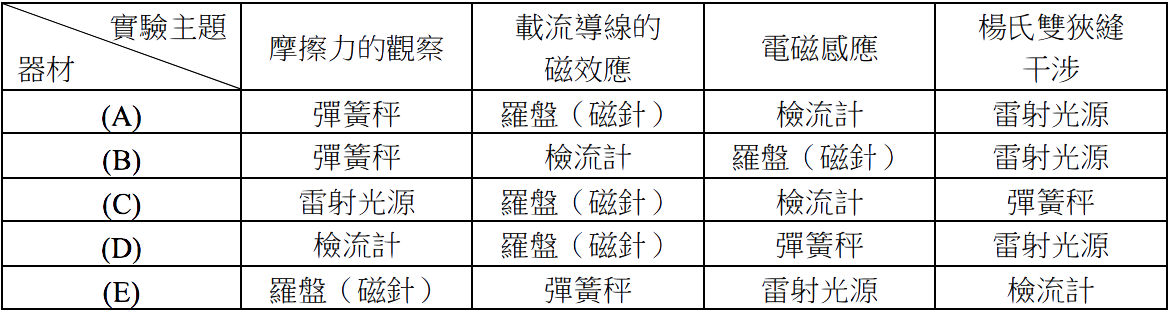 實驗主題
器材
摩擦力的觀察
載流導線的
磁效應
電磁感應
楊氏雙狹縫
干涉
(A) 彈簧秤 羅盤（磁針） 檢流計 雷射光源
(B) 彈簧秤 檢流計 羅盤（磁針） 雷射光源
(C) 雷射光源 羅盤（磁針） 檢流計 彈簧秤
(D) 檢流計 羅盤（磁針） 彈簧秤 雷射光源
(E) 羅盤（磁針） 彈簧秤 雷射光源 檢流計